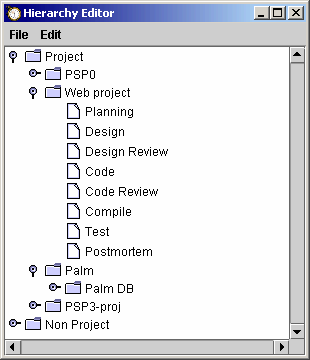 Hierarchy Editor
File Edit
Project
PSP0
Web project
Planning
Design
Design Review
Code
Code Review
Compile
Test
Postmortem
Palm
Palm DB
PSP3-proj
Non Project